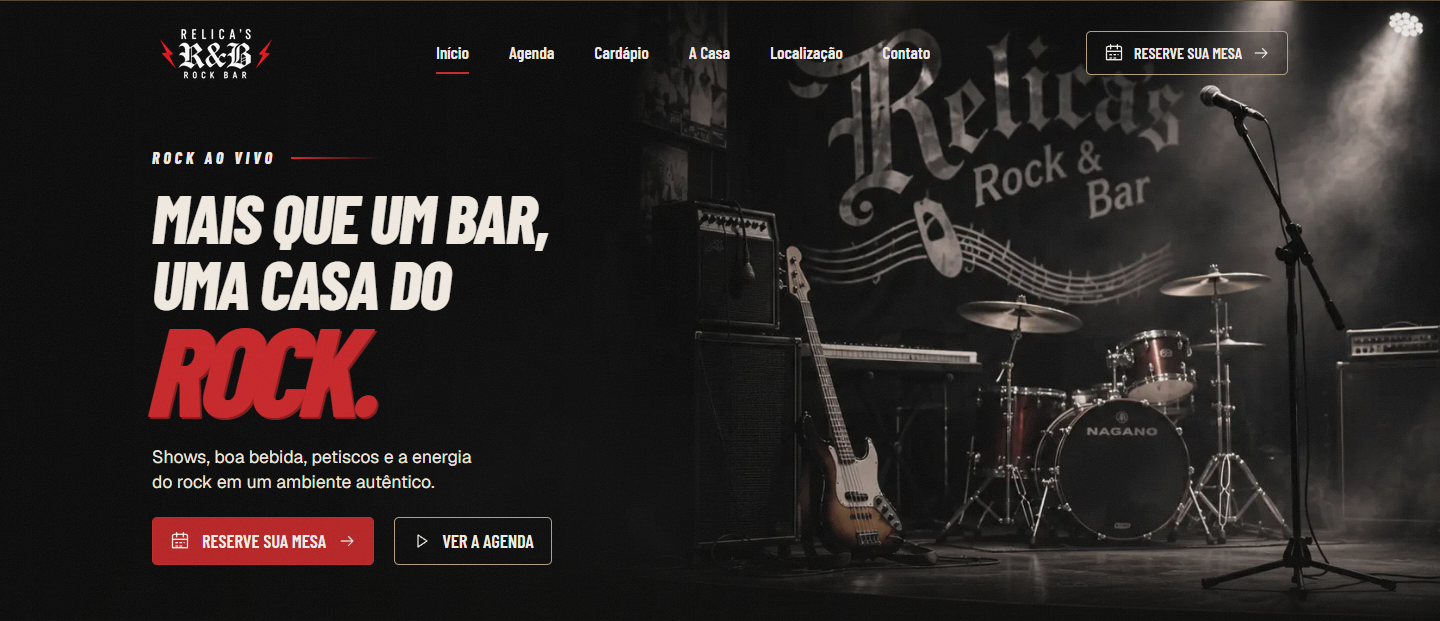 RELICA'S
R&B
ROCK BAR
Início
Agenda
Cardápio
A Casa
Localização
Contato
RESERVE SUA MESA
Relica's
Rock &
Bar
ROCK AO VIVO
MAIS QUE UM BAR,
UMA CASA DO
ROCK.
NAGANO
Shows, boa bebida, petiscos e a energia
do rock em um ambiente autêntico.
RESERVE SUA MESA
VER A AGENDA